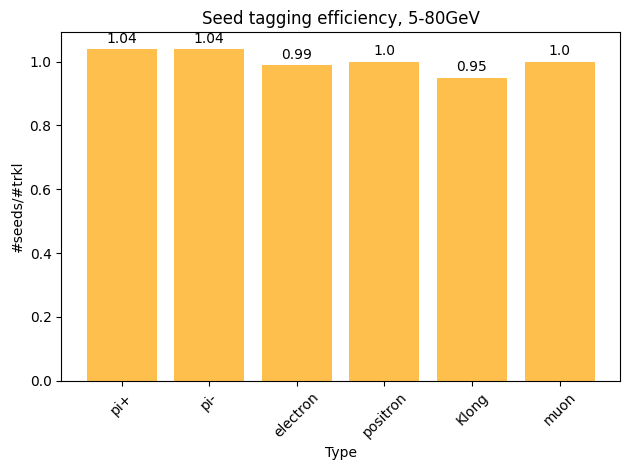 Seed tagging efficiency, 5-80GeV
1.04
1.04
0.99
1.0
0.95
1.0
1.0
0.8
0.6
0.4
0.2
0.0
#seeds/#trkl
pi+
pi-
electron
positron
Klong
muon
Type